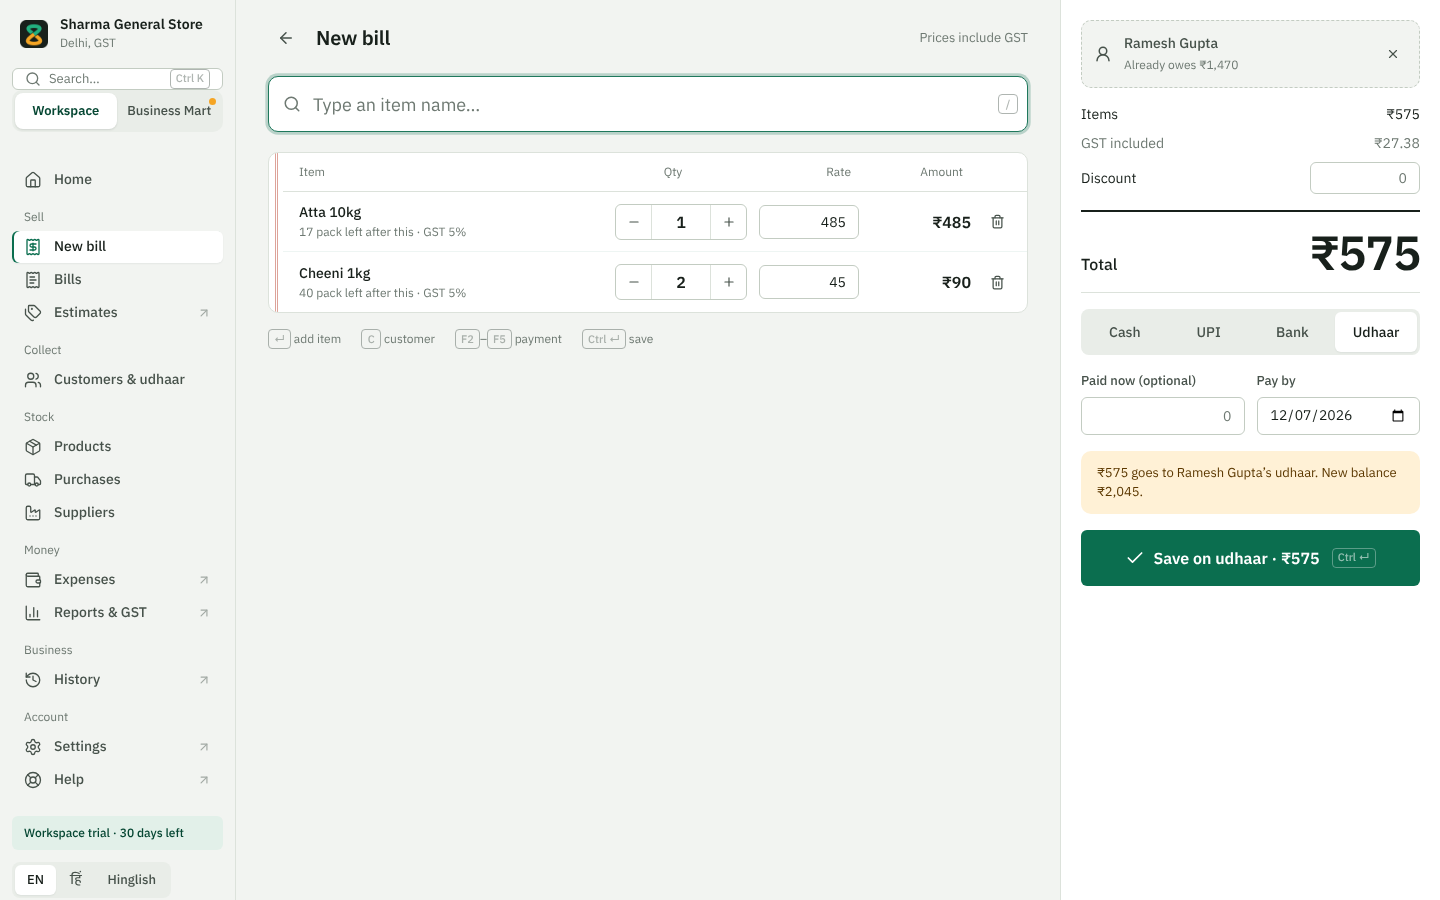 Sharma General Store
Delhi, GST
Search...
Ctrl K
Workspace
Business Mart
Home
Sell
New bill
Bills
Estimates
Collect
Customers & udhaar
Stock
Products
Purchases
Suppliers
Money
Expenses
Reports & GST
Business
History
Account
Settings
Help
Workspace trial · 30 days left
EN हिं Hinglish
New bill
Prices include GST
Type an item name...
/
Item Qty Rate Amount
Atta 10kg
17 pack left after this · GST 5%
− 1 + 485 ₹485
Cheeni 1kg
40 pack left after this · GST 5%
− 2 + 45 ₹90
↵ add item C customer F2–F5 payment Ctrl ↵ save
Ramesh Gupta
Already owes ₹1,470
Items ₹575
GST included ₹27.38
Discount 0
Total ₹575
Cash UPI Bank Udhaar
Paid now (optional) Pay by
0 12/07/2026
₹575 goes to Ramesh Gupta’s udhaar. New balance
₹2,045.
Save on udhaar · ₹575 Ctrl ↵